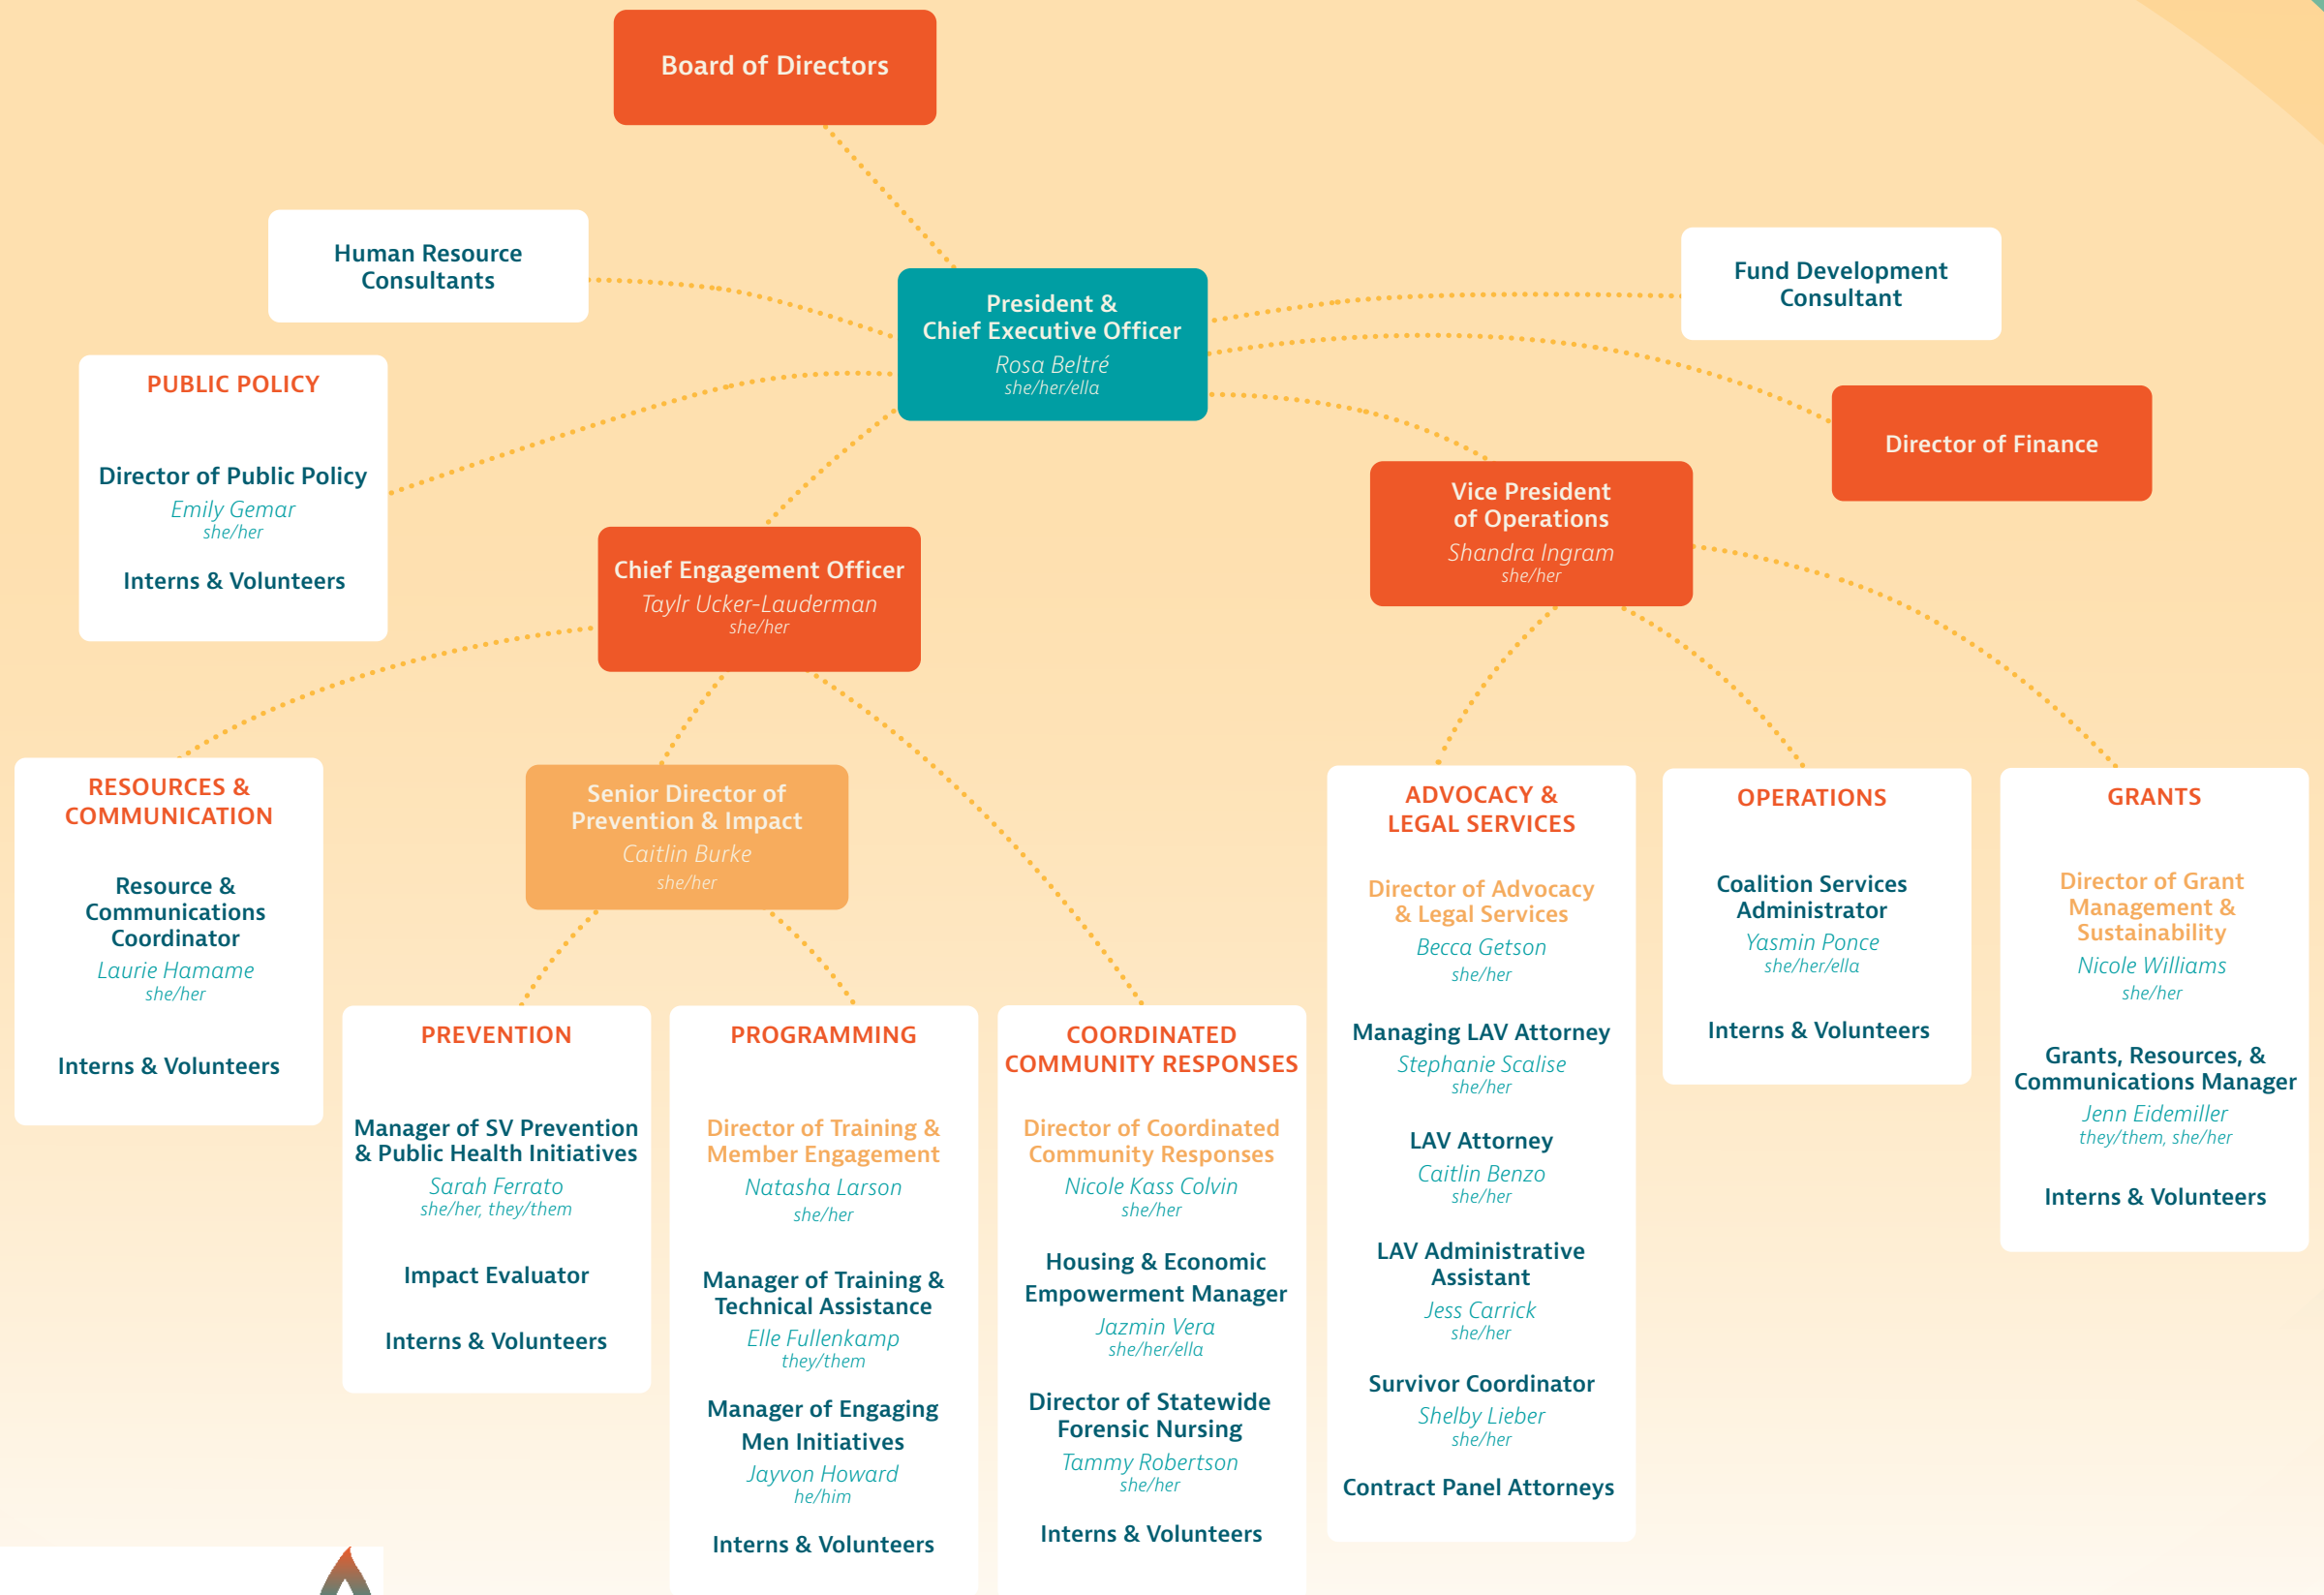 Board of Directors
Human Resource
Consultants
Fund Development
Consultant
President &
Chief Executive Officer
Rosa Beltré
she/her/ella
PUBLIC POLICY
Director of Public Policy
Emily Gemar
she/her
Interns & Volunteers
Director of Finance
Vice President
of Operations
Shandra Ingram
she/her
Chief Engagement Officer
Taylr Ucker-Lauderman
she/her
RESOURCES &
COMMUNICATION
Resource &
Communications
Coordinator
Laurie Hamame
she/her
Interns & Volunteers
Senior Director of
Prevention & Impact
Caitlin Burke
she/her
PREVENTION
Manager of SV Prevention
& Public Health Initiatives
Sarah Ferrato
she/her, they/them
Impact Evaluator
Interns & Volunteers
PROGRAMMING
Director of Training &
Member Engagement
Natasha Larson
she/her
Manager of Training &
Technical Assistance
Elle Fullenkamp
they/them
Manager of Engaging
Men Initiatives
Jayvon Howard
he/him
Interns & Volunteers
COORDINATED
COMMUNITY RESPONSES
Director of Coordinated
Community Responses
Nicole Kass Colvin
she/her
Housing & Economic
Empowerment Manager
Jazmin Vera
she/her/ella
Director of Statewide
Forensic Nursing
Tammy Robertson
she/her
Interns & Volunteers
ADVOCACY &
LEGAL SERVICES
Director of Advocacy
& Legal Services
Becca Getson
she/her
Managing LAV Attorney
Stephanie Scalise
she/her
LAV Attorney
Caitlin Benzo
she/her
LAV Administrative
Assistant
Jess Carrick
she/her
Survivor Coordinator
Shelby Lieber
she/her
Contract Panel Attorneys
OPERATIONS
Coalition Services
Administrator
Yasmin Ponce
she/her/ella
Interns & Volunteers
GRANTS
Director of Grant
Management &
Sustainability
Nicole Williams
she/her
Grants, Resources, &
Communications Manager
Jenn Eidemiller
they/them, she/her
Interns & Volunteers